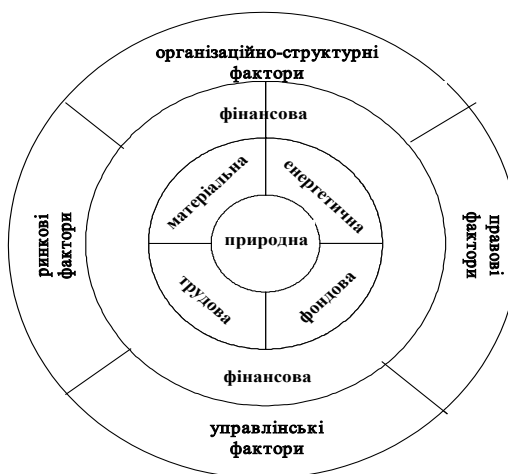 організаційно-структурні
фактори
фінансова
матеріальна
енергетична
ринкові
фактори
природна
правові
фактори
трудова
фондова
фінансова
управлінські
фактори